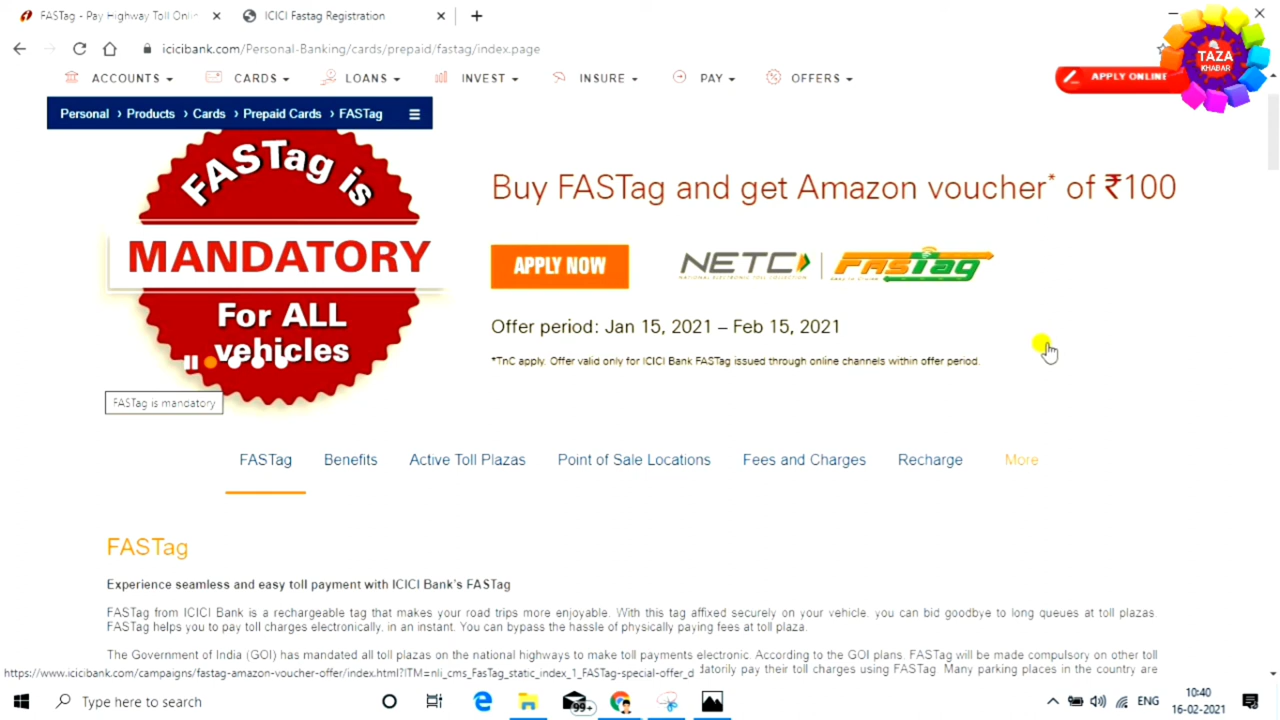 FASTag - Pay Highway Toll Onlin
ICICI Fastag Registration
icicibank.com/Personal-Banking/cards/prepaid/fastag/index.page
ACCOUNTS
CARDS
LOANS
INVEST
INSURE
PAY
OFFERS
APPLY ONLINE
TAZA
KHABAR
Personal › Products › Cards › Prepaid Cards › FASTag
FASTag is
MANDATORY
For ALL
vehicles
FASTag is mandatory
Buy FASTag and get Amazon voucher* of ₹100
APPLY NOW
NETC
NATIONAL ELECTRONIC TOLL COLLECTION
FASTag
Offer period: Jan 15, 2021 – Feb 15, 2021
*TnC apply. Offer valid only for ICICI Bank FASTag issued through online channels within offer period.
FASTag
Benefits
Active Toll Plazas
Point of Sale Locations
Fees and Charges
Recharge
More
FASTag
Experience seamless and easy toll payment with ICICI Bank's FASTag
FASTag from ICICI Bank is a rechargeable tag that makes your road trips more enjoyable. With this tag affixed securely on your vehicle, you can bid goodbye to long queues at toll plazas.
FASTag helps you to pay toll charges electronically, in an instant. You can bypass the hassle of physically paying fees at toll plaza.
The Government of India (GOI) has mandated all toll plazas on the national highways to make toll payments electronic. According to the GOI plans, FASTag will be made compulsory on other toll
datorily pay their toll charges using FASTag. Many parking places in the country are
https://www.icicibank.com/campaigns/fastag-amazon-voucher-offer/index.html?ITM=nli_cms_FasTag_static_index_1_FASTag-special-offer_d
Type here to search
99+
ENG
10:40
16-02-2021